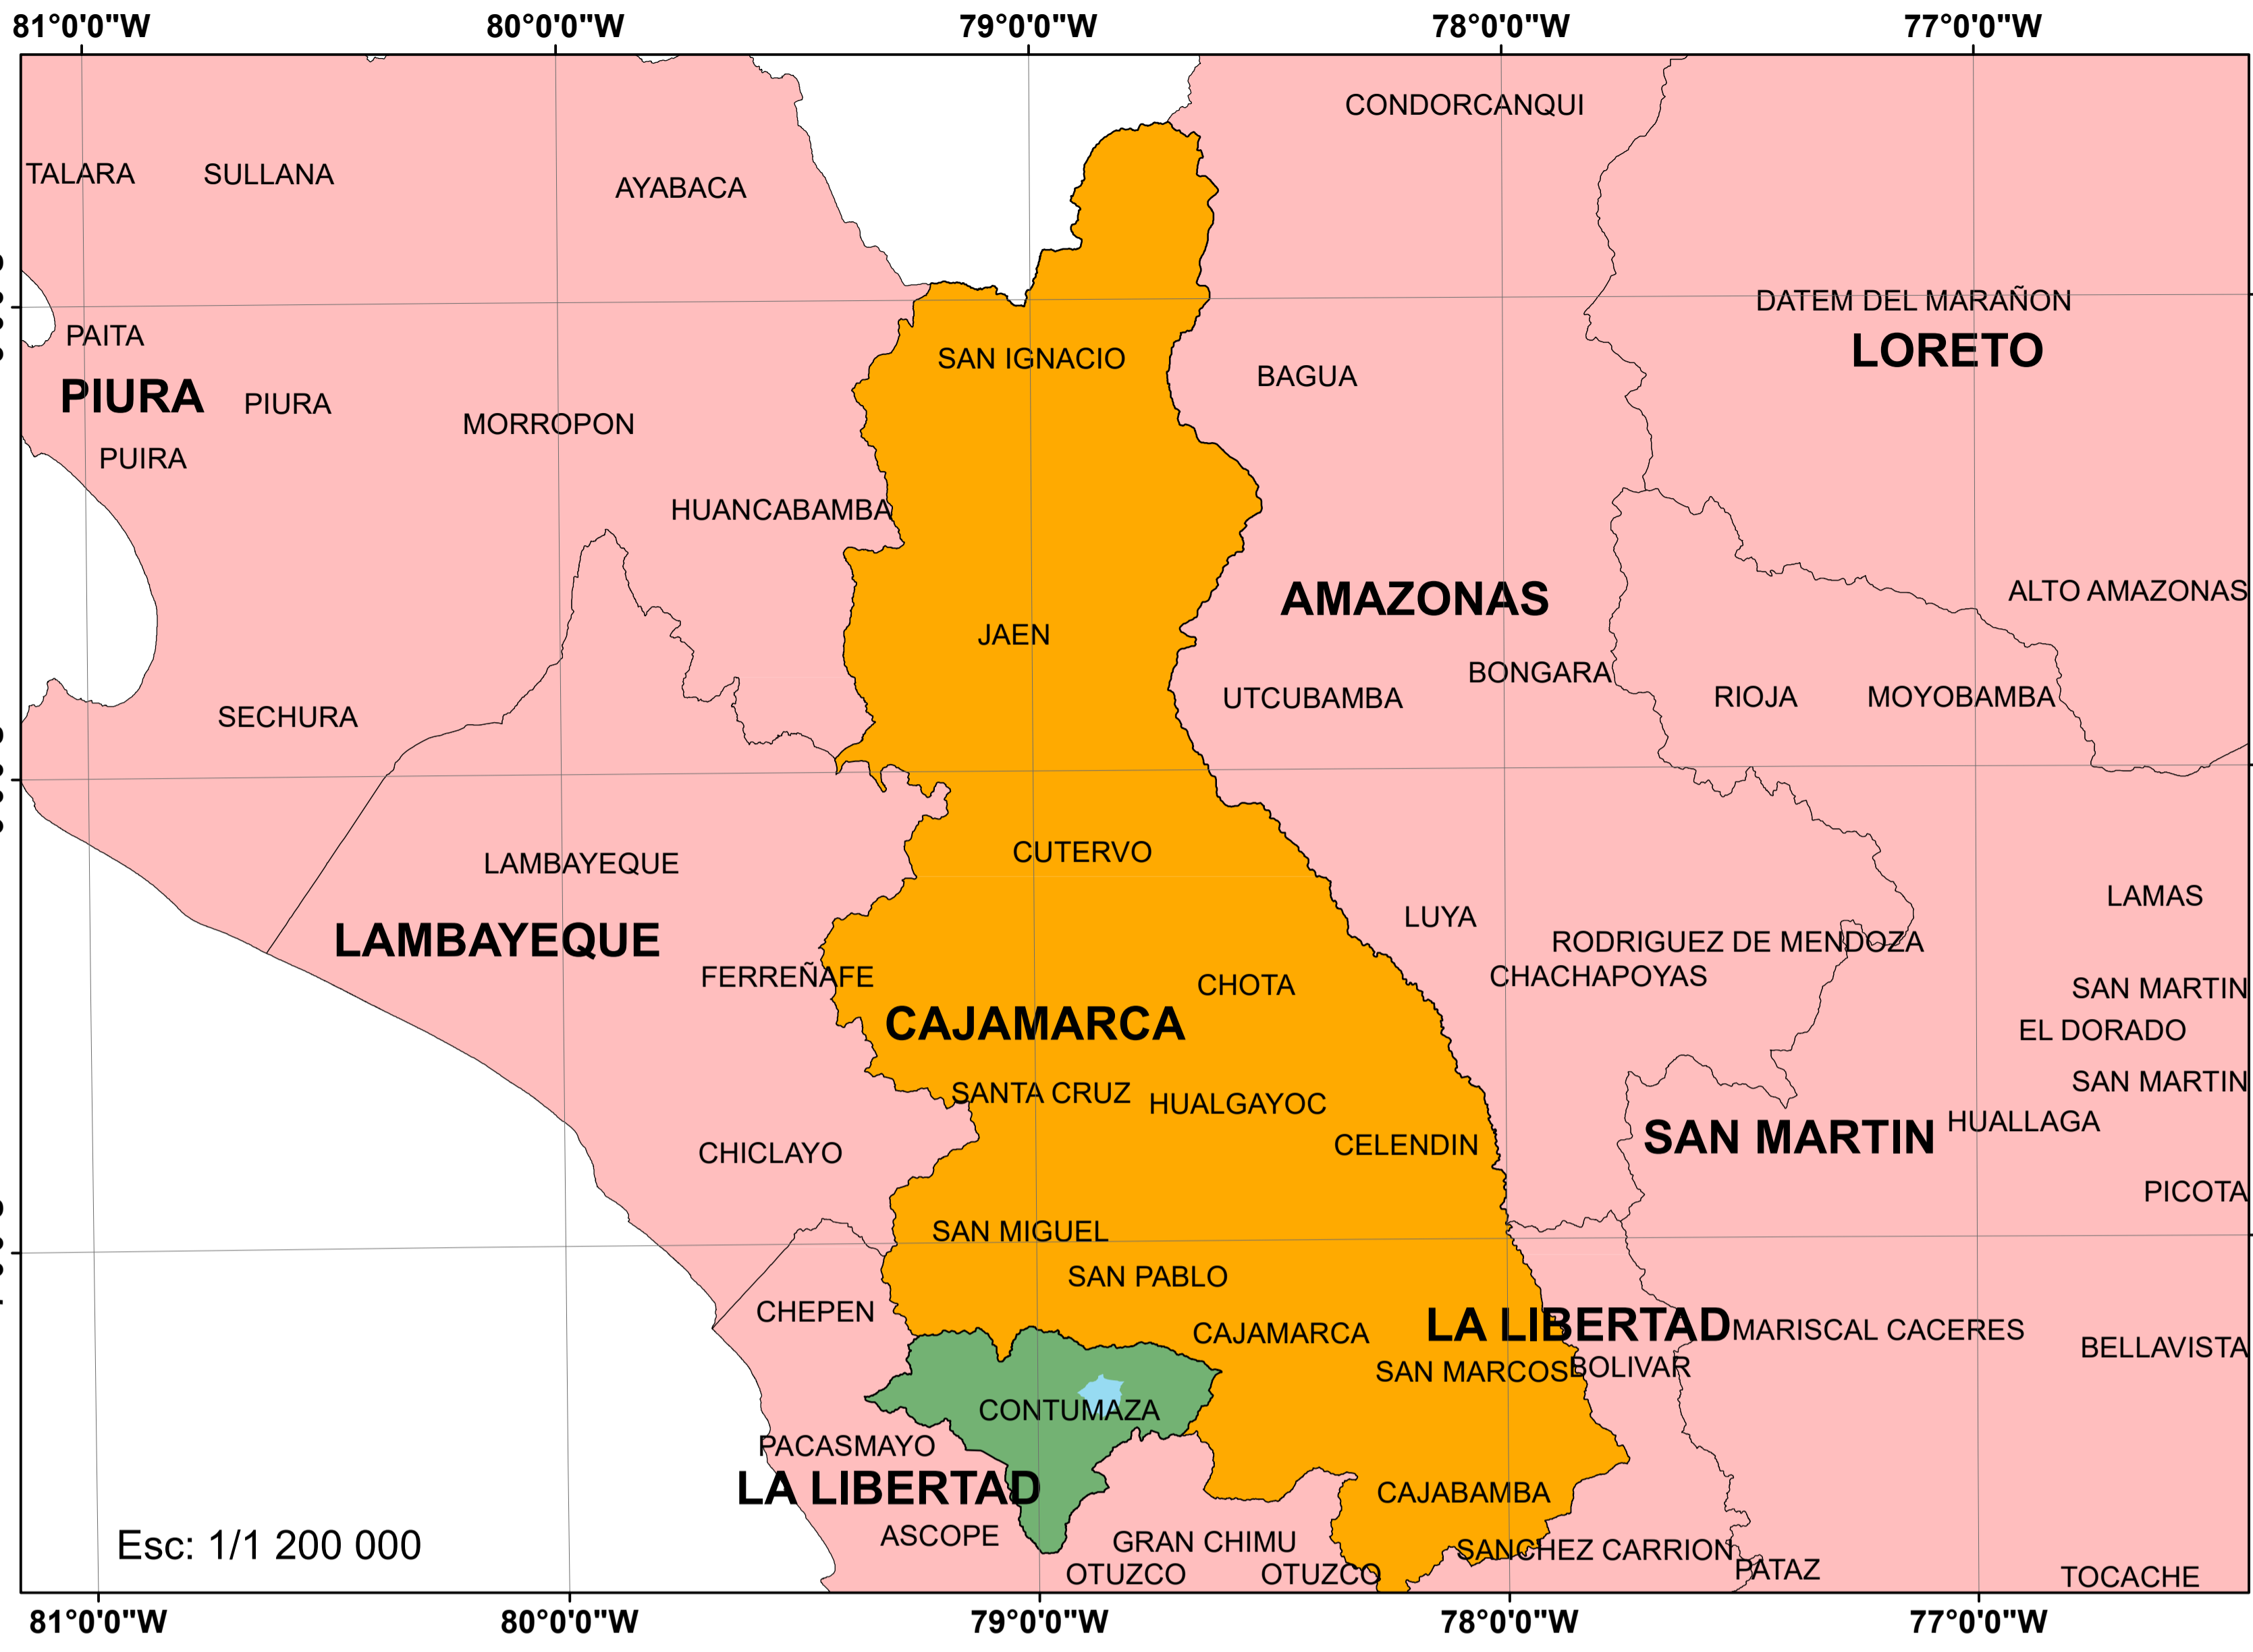 81°0'0"W 80°0'0"W 79°0'0"W 78°0'0"W 77°0'0"W
CONDORCANQUI
TALARA SULLANA AYABACA
DATEM DEL MARAÑON
PAITA
LORETO
SAN IGNACIO
BAGUA
PIURA PIURA
MORROPON
PUIRA
HUANCABAMBA
ALTO AMAZONAS
AMAZONAS
JAEN
BONGARA
UTCUBAMBA RIOJA MOYOBAMBA
SECHURA
CUTERVO
LAMBAYEQUE
LAMAS
LUYA
LAMBAYEQUE
RODRIGUEZ DE MENDOZA
FERREÑAFE CHACHAPOYAS
CHOTA SAN MARTIN
CAJAMARCA
EL DORADO
SAN MARTIN
SANTA CRUZ HUALGAYOC
HUALLAGA
SAN MARTIN
CELENDIN
CHICLAYO
PICOTA
SAN MIGUEL
SAN PABLO
CHEPEN
LA LIBERTAD
CAJAMARCA MARISCAL CACERES
BELLAVISTA
SAN MARCOS BOLIVAR
CONTUMAZA
PACASMAYO
LA LIBERTAD
CAJABAMBA
ASCOPE GRAN CHIMU
Esc: 1/1 200 000
SANCHEZ CARRION
PATAZ
OTUZCO OTUZCO TOCACHE
81°0'0"W 80°0'0"W 79°0'0"W 78°0'0"W 77°0'0"W